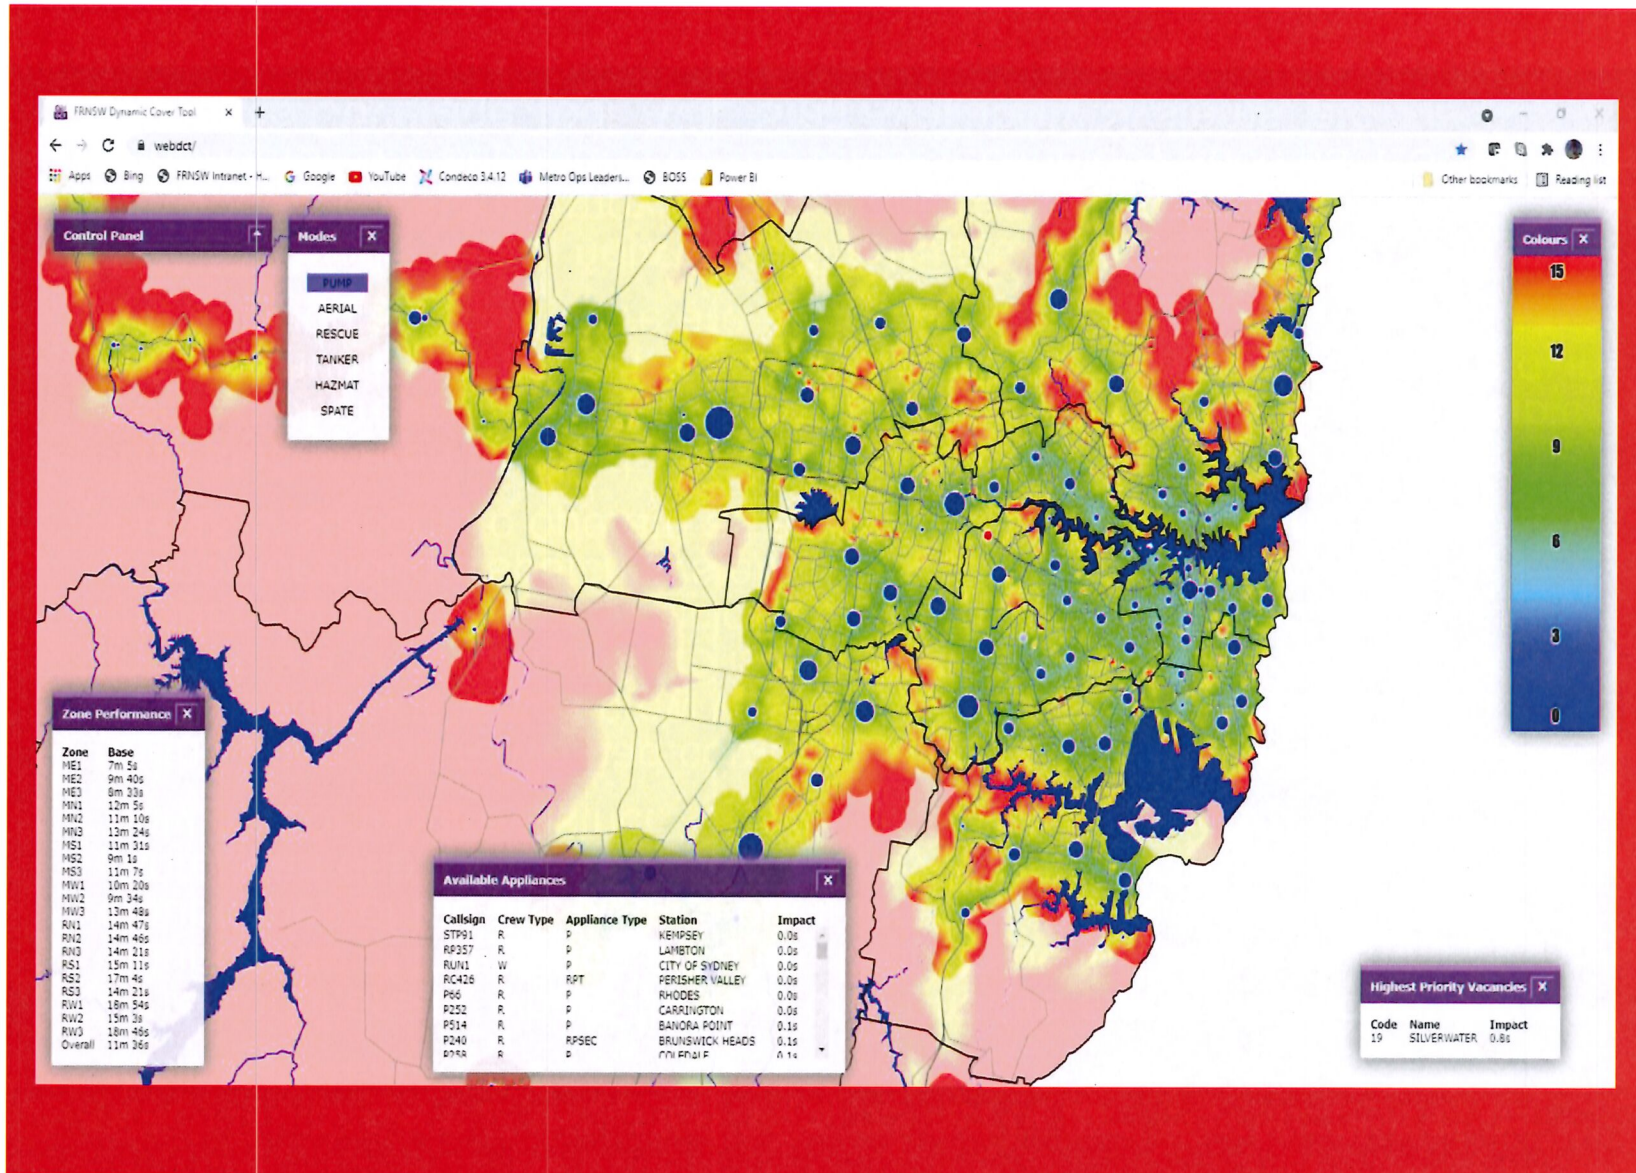 FRNSW Dynamic Cover Tool
webdct/
Apps Bing FRNSW Intranet - H... Google YouTube Condeco 3.4.12 Metro Ops Leaders... BOSS Power BI Other bookmarks Reading list
Control Panel
Modes
PUMP
AERIAL
RESCUE
TANKER
HAZMAT
SPATE
Colours
15
12
9
6
3
0
Zone Performance
Zone Base
ME1 7m 5s
ME2 9m 40s
ME3 8m 33s
MN1 12m 5s
MN2 11m 10s
MN3 13m 24s
MS1 11m 31s
MS2 9m 1s
MS3 11m 7s
MW1 10m 20s
MW2 9m 34s
MW3 13m 48s
RN1 14m 47s
RN2 14m 46s
RN3 14m 21s
RS1 15m 11s
RS2 17m 4s
RS3 14m 21s
RW1 18m 54s
RW2 15m 3s
RW3 18m 46s
Overall 11m 36s
Available Appliances
Callsign Crew Type Appliance Type Station Impact
STP91 R P KEMPSEY 0.0s
RP357 R P LAMBTON 0.0s
RUN1 W P CITY OF SYDNEY 0.0s
RC426 R RPT PERISHER VALLEY 0.0s
P66 R P RHODES 0.0s
P252 R P CARRINGTON 0.0s
P514 R P BANORA POINT 0.1s
P240 R RPSEC BRUNSWICK HEADS 0.1s
P258 R P COLEDALE 0.1s
Highest Priority Vacancies
Code Name Impact
19 SILVERWATER 0.8s